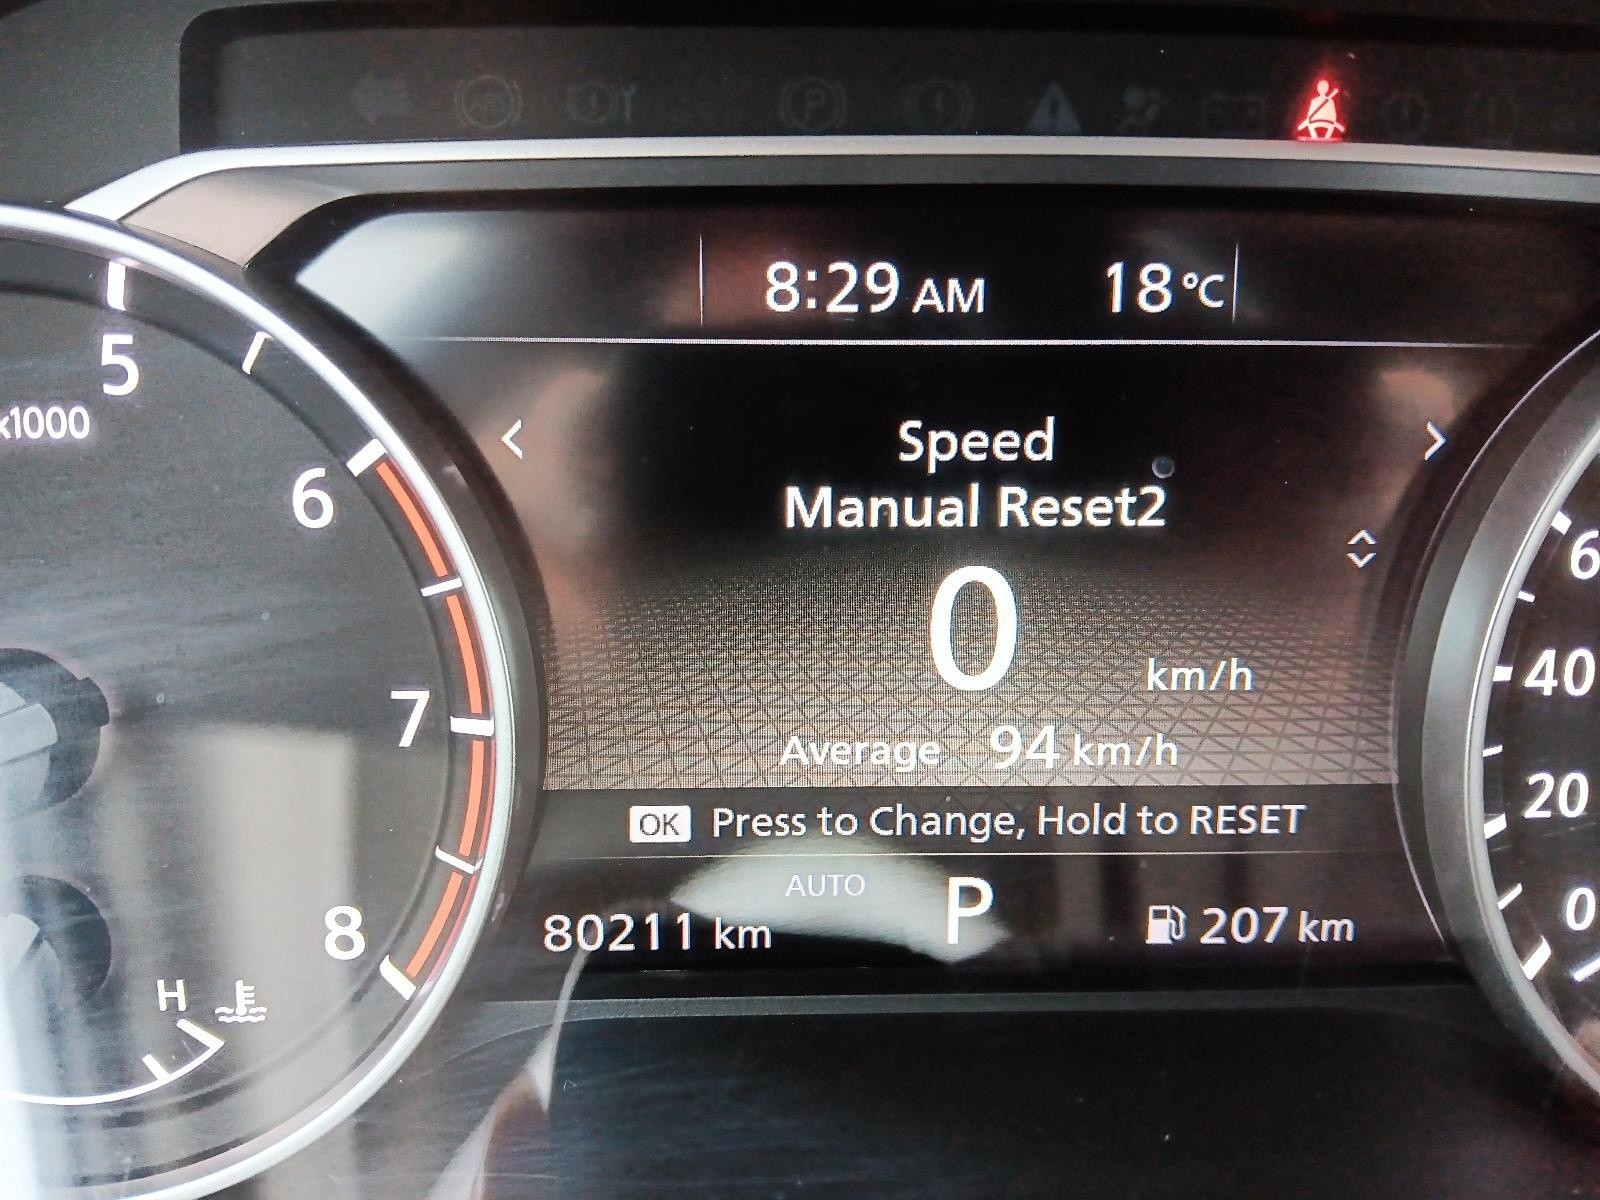 8:29 AM 18°C
Speed
Manual Reset2
0 km/h
Average 94 km/h
OK Press to Change, Hold to RESET
AUTO
80211 km P 207 km
5
x1000
6
7
8
H
6
40
20
0